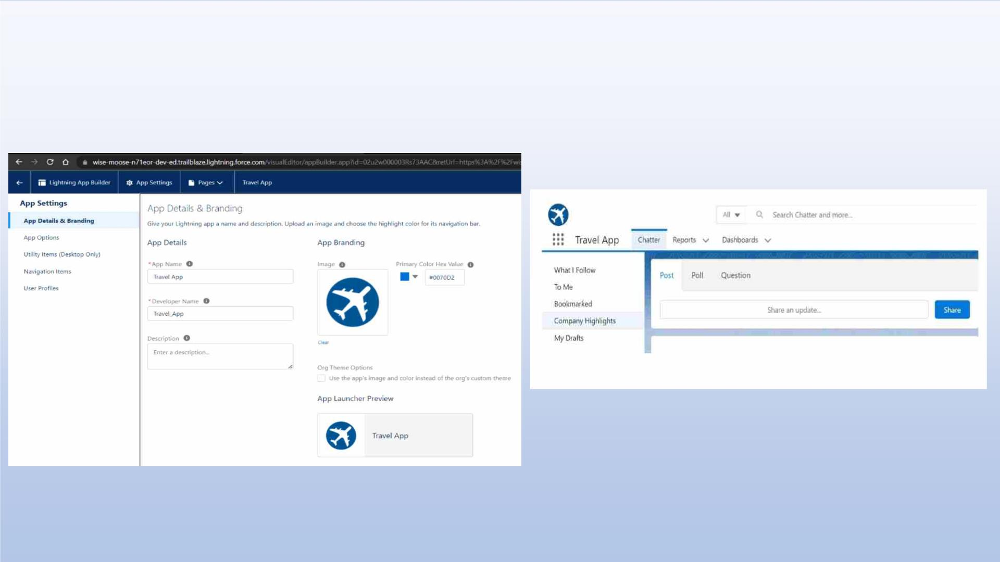 wise-moose-n71eor-dev-ed.trailblaze.lightning.force.com/visualEditor/appBuilder.app?id=02u2w000003Rs73AAC&retUrl=https%3A%2F%2Fwis
Lightning App Builder
App Settings
Pages
Travel App
App Settings
App Details & Branding
App Options
Utility Items (Desktop Only)
Navigation Items
User Profiles
App Details & Branding
Give your Lightning app a name and description. Upload an image and choose the highlight color for its navigation bar.
App Details
*App Name
Travel App
*Developer Name
Travel_App
Description
Enter a description...
App Branding
Image
Primary Color Hex Value
#0070D2
Clear
Org Theme Options
Use the app's image and color instead of the org's custom theme
App Launcher Preview
Travel App
All
Search Chatter and more...
Travel App
Chatter
Reports
Dashboards
What I Follow
To Me
Bookmarked
Company Highlights
My Drafts
Post
Poll
Question
Share an update...
Share